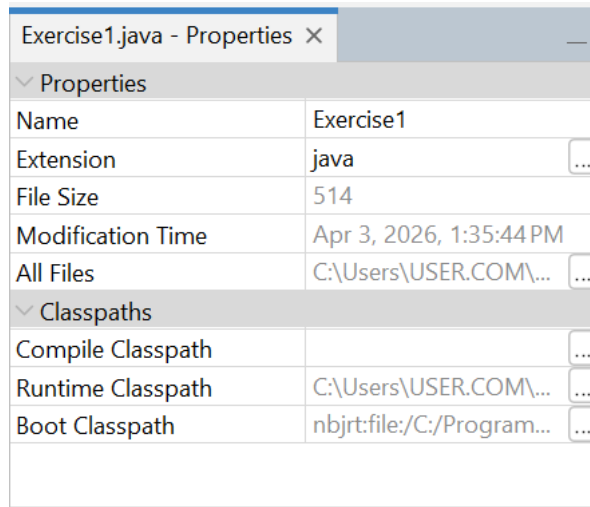 Exercise1.java - Properties
Properties
Name Exercise1
Extension java ...
File Size 514
Modification Time Apr 3, 2026, 1:35:44 PM
All Files C:\Users\USER.COM\... ...
Classpaths
Compile Classpath ...
Runtime Classpath C:\Users\USER.COM\... ...
Boot Classpath nbjrt:file:/C:/Program... ...